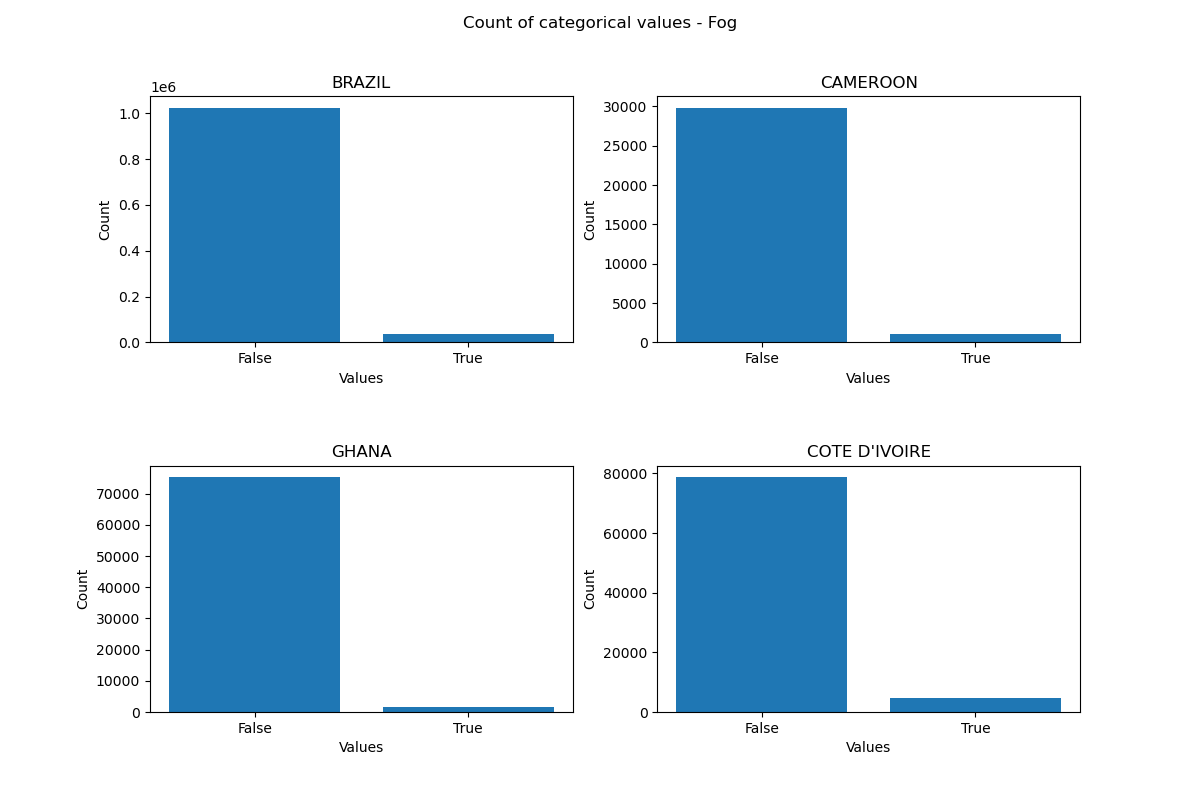 Count of categorical values - Fog
BRAZIL
1e6
1.0
0.8
0.6
0.4
0.2
0.0
Count
False
True
Values
CAMEROON
30000
25000
20000
15000
10000
5000
0
Count
False
True
Values
GHANA
70000
60000
50000
40000
30000
20000
10000
0
Count
False
True
Values
COTE D'IVOIRE
80000
60000
40000
20000
0
Count
False
True
Values